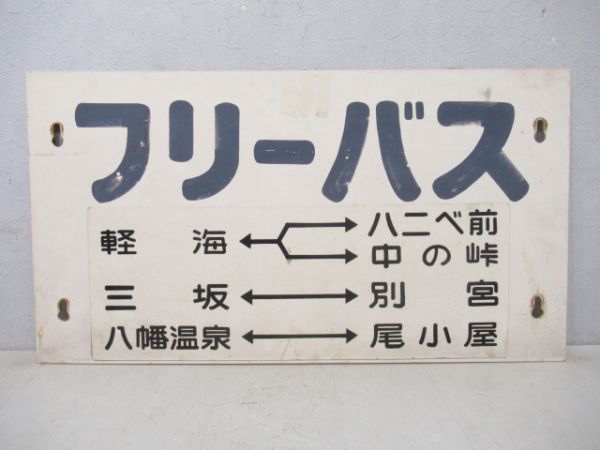 フリーバス
軽海 ハニベ前
中の峠
三坂 別宮
八幡温泉 尾小屋